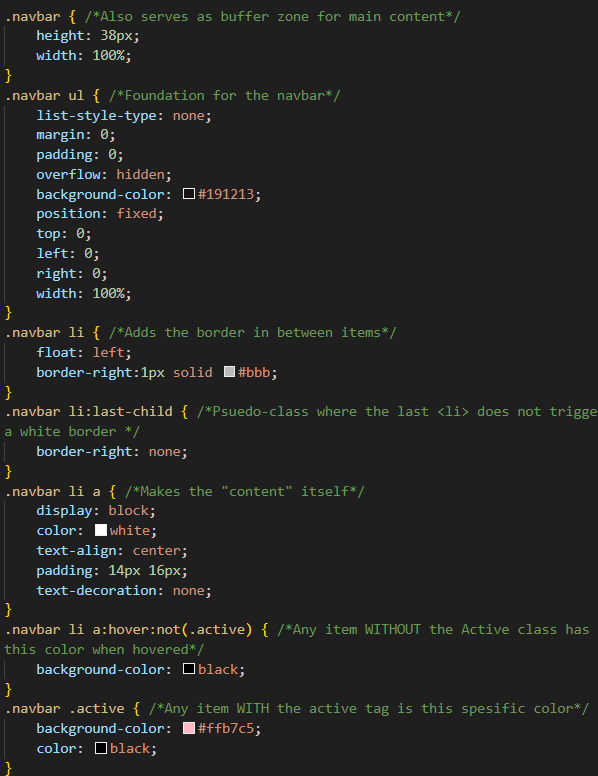 .navbar { /*Also serves as buffer zone for main content*/
    height: 38px;
    width: 100%;
}
.navbar ul { /*Foundation for the navbar*/
    list-style-type: none;
    margin: 0;
    padding: 0;
    overflow: hidden;
    background-color: #191213;
    position: fixed;
    top: 0;
    left: 0;
    right: 0;
    width: 100%;
}
.navbar li { /*Adds the border in between items*/
    float: left;
    border-right:1px solid #bbb;
}
.navbar li:last-child { /*Psuedo-class where the last <li> does not trigge
a white border */
    border-right: none;
}
.navbar li a { /*Makes the "content" itself*/
    display: block;
    color: white;
    text-align: center;
    padding: 14px 16px;
    text-decoration: none;
}
.navbar li a:hover:not(.active) { /*Any item WITHOUT the Active class has
this color when hovered*/
    background-color: black;
}
.navbar .active { /*Any item WITH the active tag is this spesific color*/
    background-color: #ffb7c5;
    color: black;
}